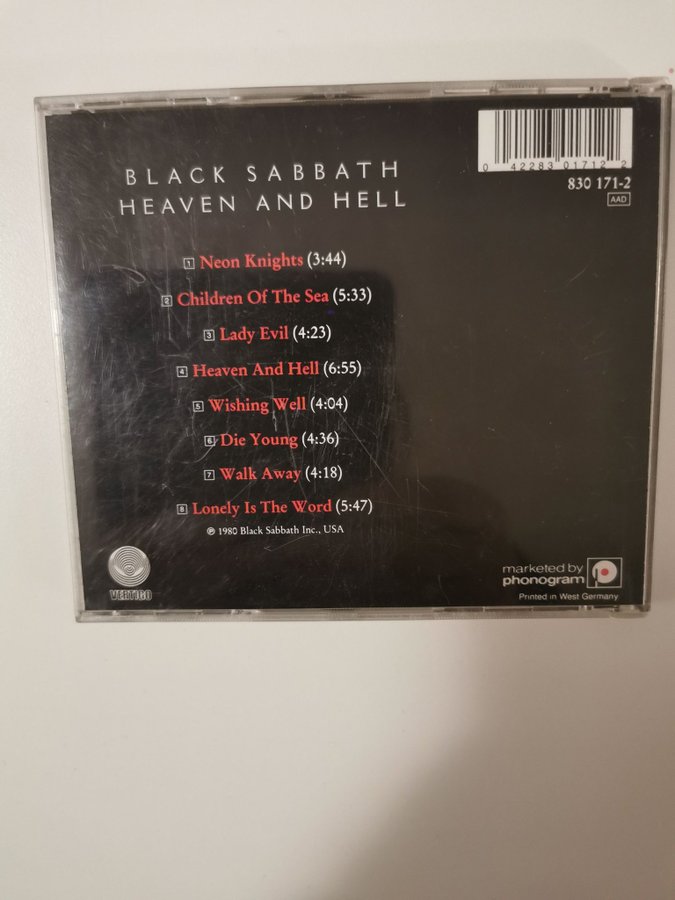 BLACK SABBATH
HEAVEN AND HELL
0 42283 01712 2
830 171-2
AAD
1 Neon Knights (3:44)
2 Children Of The Sea (5:33)
3 Lady Evil (4:23)
4 Heaven And Hell (6:55)
5 Wishing Well (4:04)
6 Die Young (4:36)
7 Walk Away (4:18)
8 Lonely Is The Word (5:47)
℗ 1980 Black Sabbath Inc., USA
VERTIGO
marketed by
phonogram
Printed in West Germany